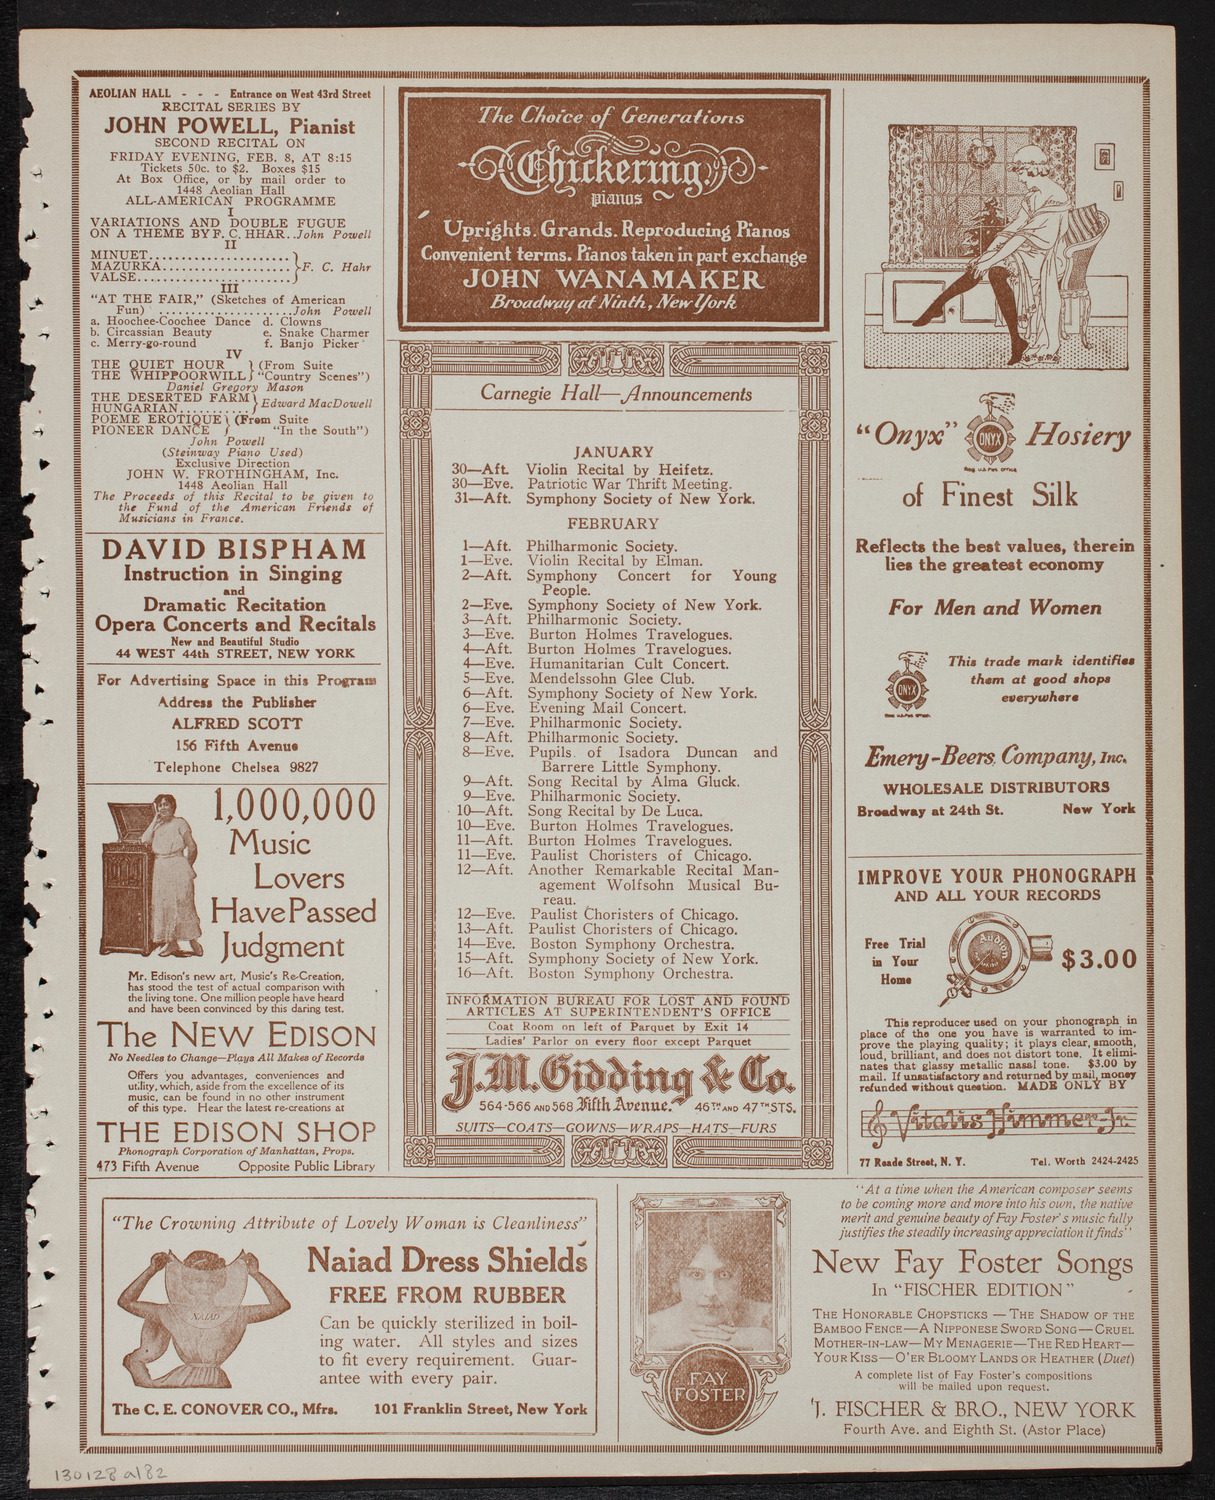 AEOLIAN HALL - - - Entrance on West 43rd Street
RECITAL SERIES BY
JOHN POWELL, Pianist
SECOND RECITAL ON
FRIDAY EVENING, FEB. 8, AT 8:15
Tickets 50c. to $2. Boxes $15
At Box Office, or by mail order to
1448 Aeolian Hall
ALL-AMERICAN PROGRAMME
I
VARIATIONS AND DOUBLE FUGUE
ON A THEME BY F. C. HHAR..John Powell
II
MINUET......................
MAZURKA.....................}F. C. Hahr
VALSE.......................
III
"AT THE FAIR," (Sketches of American
Fun) ......................John Powell
a. Hoochee-Coochee Dance d. Clowns
b. Circassian Beauty e. Snake Charmer
c. Merry-go-round f. Banjo Picker
IV
THE QUIET HOUR } (From Suite
THE WHIPPOORWILL } "Country Scenes")
Daniel Gregory Mason
THE DESERTED FARM }
HUNGARIAN........... } Edward MacDowell
POEME EROTIQUE } (From Suite
PIONEER DANCE } "In the South")
John Powell
(Steinway Piano Used)
Exclusive Direction
JOHN W. FROTHINGHAM, Inc.
1448 Aeolian Hall
The Proceeds of this Recital to be given to
the Fund of the American Friends of
Musicians in France.
DAVID BISPHAM
Instruction in Singing
and
Dramatic Recitation
Opera Concerts and Recitals
New and Beautiful Studio
44 WEST 44th STREET, NEW YORK
For Advertising Space in this Program
Address the Publisher
ALFRED SCOTT
156 Fifth Avenue
Telephone Chelsea 9827
1,000,000
Music
Lovers
Have Passed
Judgment
Mr. Edison's new art, Music's Re-Creation,
has stood the test of actual comparison with
the living tone. One million people have heard
and have been convinced by this daring test.
The NEW EDISON
No Needles to Change—Plays All Makes of Records
Offers you advantages, conveniences and
utility, which, aside from the excellence of its
music, can be found in no other instrument
of this type. Hear the latest re-creations at
THE EDISON SHOP
Phonograph Corporation of Manhattan, Props.
473 Fifth Avenue Opposite Public Library
The Choice of Generations
Chickering
pianos
Uprights. Grands. Reproducing Pianos
Convenient terms. Pianos taken in part exchange
JOHN WANAMAKER
Broadway at Ninth, New York
Carnegie Hall—Announcements
JANUARY
30—Aft. Violin Recital by Heifetz.
30—Eve. Patriotic War Thrift Meeting.
31—Aft. Symphony Society of New York.
FEBRUARY
1—Aft. Philharmonic Society.
1—Eve. Violin Recital by Elman.
2—Aft. Symphony Concert for Young
People.
2—Eve. Symphony Society of New York.
3—Aft. Philharmonic Society.
3—Eve. Burton Holmes Travelogues.
4—Aft. Burton Holmes Travelogues.
4—Eve. Humanitarian Cult Concert.
5—Eve. Mendelssohn Glee Club.
6—Aft. Symphony Society of New York.
6—Eve. Evening Mail Concert.
7—Eve. Philharmonic Society.
8—Aft. Philharmonic Society.
8—Eve. Pupils of Isadora Duncan and
Barrere Little Symphony.
9—Aft. Song Recital by Alma Gluck.
9—Eve. Philharmonic Society.
10—Aft. Song Recital by De Luca.
10—Eve. Burton Holmes Travelogues.
11—Aft. Burton Holmes Travelogues.
11—Eve. Paulist Choristers of Chicago.
12—Aft. Another Remarkable Recital Man-
agement Wolfsohn Musical Bu-
reau.
12—Eve. Paulist Choristers of Chicago.
13—Aft. Paulist Choristers of Chicago.
14—Eve. Boston Symphony Orchestra.
15—Aft. Symphony Society of New York.
16—Aft. Boston Symphony Orchestra.
INFORMATION BUREAU FOR LOST AND FOUND
ARTICLES AT SUPERINTENDENT'S OFFICE
Coat Room on left of Parquet by Exit 14
Ladies' Parlor on every floor except Parquet
J.M. Gidding & Co.
564-566 AND 568 Fifth Avenue. 46TH AND 47TH STS.
SUITS—COATS—GOWNS—WRAPS—HATS—FURS
"Onyx" ONYX Hosiery
Reg. U.S. Pat. Office
of Finest Silk
Reflects the best values, therein
lies the greatest economy
For Men and Women
ONYX
Reg. U.S. Pat. Office
This trade mark identifies
them at good shops
everywhere
Emery-Beers Company, Inc.
WHOLESALE DISTRIBUTORS
Broadway at 24th St. New York
IMPROVE YOUR PHONOGRAPH
AND ALL YOUR RECORDS
Free Trial
in Your
Home
Audion
$3.00
This reproducer used on your phonograph in
place of the one you have is warranted to im-
prove the playing quality; it plays clear, smooth,
loud, brilliant, and does not distort tone. It elimi-
nates that glassy metallic nasal tone. $3.00 by
mail. If unsatisfactory and returned by mail, money
refunded without question. MADE ONLY BY
Vitalis Himmer Jr.
77 Reade Street, N. Y. Tel. Worth 2424-2425
"The Crowning Attribute of Lovely Woman is Cleanliness"
NAIAD
Naiad Dress Shields
FREE FROM RUBBER
Can be quickly sterilized in boil-
ing water. All styles and sizes
to fit every requirement. Guar-
antee with every pair.
The C. E. CONOVER CO., Mfrs. 101 Franklin Street, New York
FAY
FOSTER
"At a time when the American composer seems
to be coming more and more into his own, the native
merit and genuine beauty of Fay Foster's music fully
justifies the steadily increasing appreciation it finds"
New Fay Foster Songs
In "FISCHER EDITION"
THE HONORABLE CHOPSTICKS — THE SHADOW OF THE
BAMBOO FENCE—A NIPPONESE SWORD SONG—CRUEL
MOTHER-IN-LAW—MY MENAGERIE—THE RED HEART—
YOUR KISS—O'ER BLOOMY LANDS OR HEATHER (Duet)
A complete list of Fay Foster's compositions
will be mailed upon request.
J. FISCHER & BRO., NEW YORK
Fourth Ave. and Eighth St. (Astor Place)
130128 a182